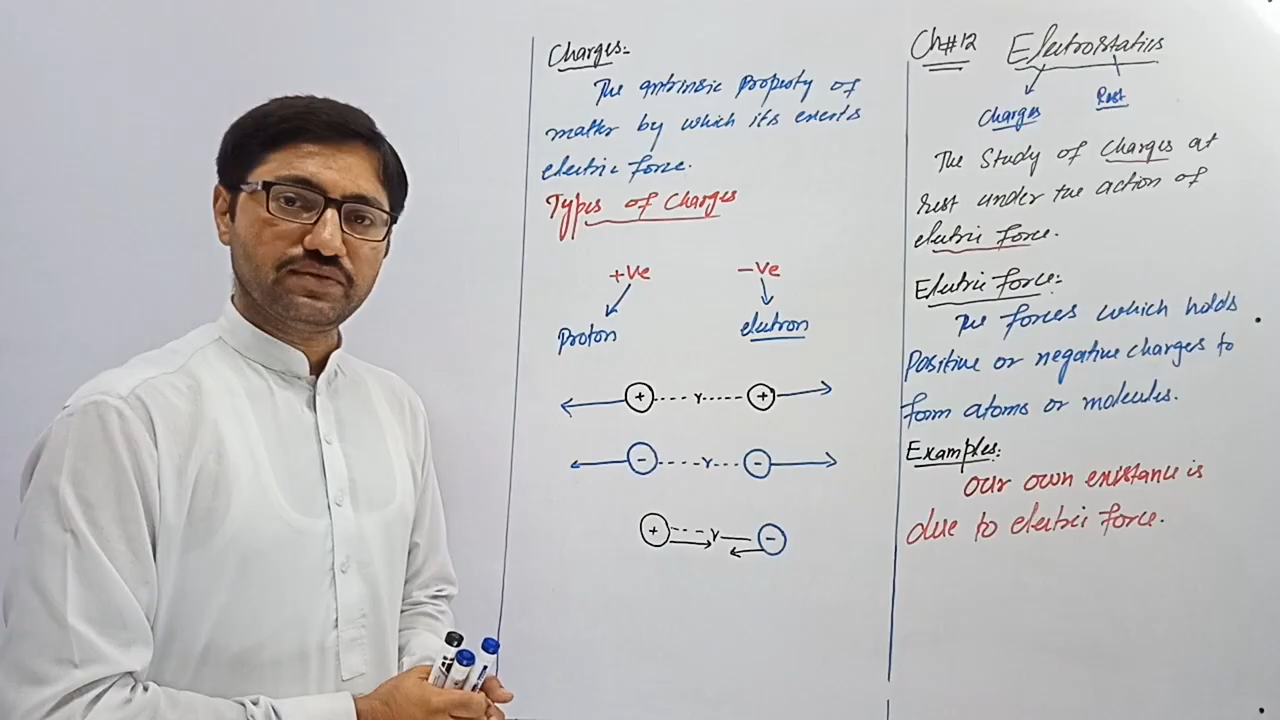 Charges:-
The intrinsic Property of
matter by which its exerts
electric force.
Types of Charges
+Ve -Ve
Proton electron
+ r +
- r -
+ r -
Ch#12 Electrostatics
Charges Rest
The Study of Charges at
rest under the action of
electric force.
Electric force:-
The forces which holds
Positive or negative charges to
form atoms or molecules.
Examples:-
Our own existance is
due to electric force.